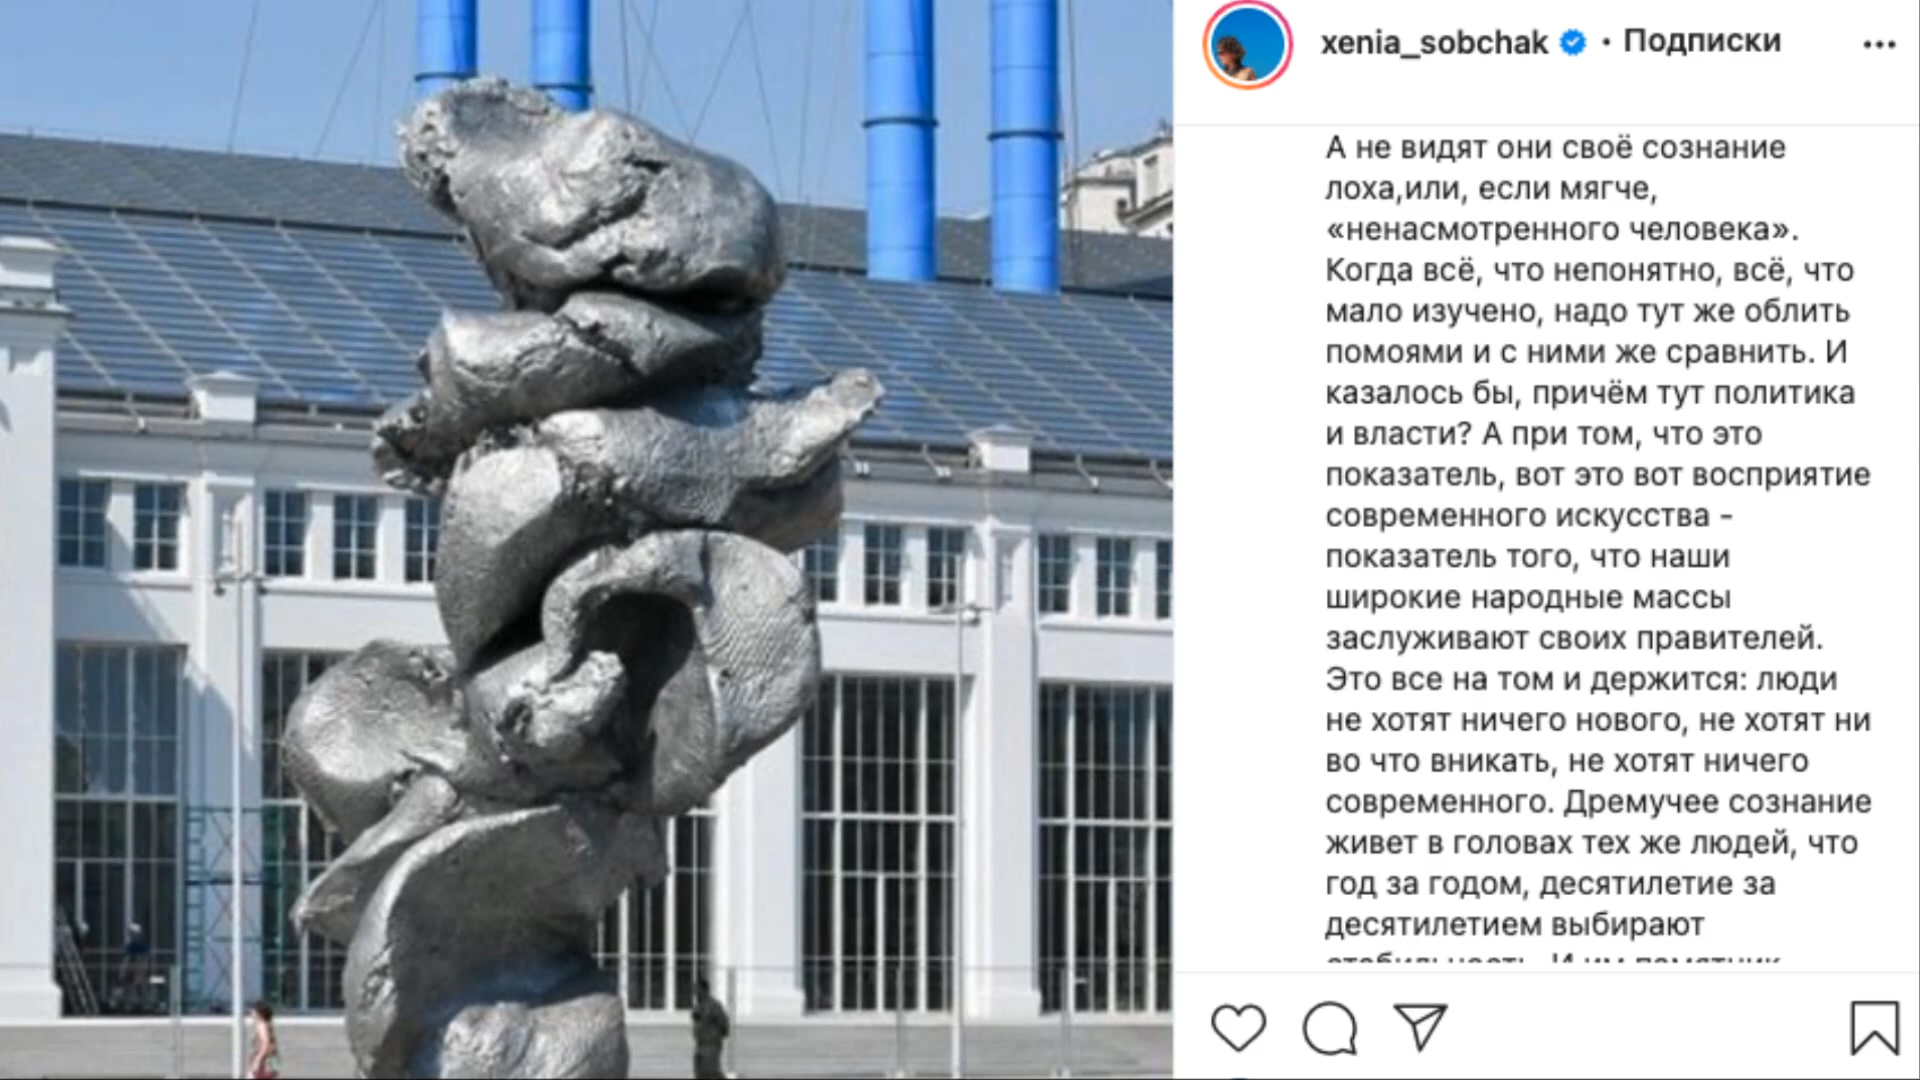 xenia_sobchak • Подписки
А не видят они своё сознание
лоха,или, если мягче,
«ненасмотренного человека».
Когда всё, что непонятно, всё, что
мало изучено, надо тут же облить
помоями и с ними же сравнить. И
казалось бы, причём тут политика
и власти? А при том, что это
показатель, вот это вот восприятие
современного искусства -
показатель того, что наши
широкие народные массы
заслуживают своих правителей.
Это все на том и держится: люди
не хотят ничего нового, не хотят ни
во что вникать, не хотят ничего
современного. Дремучее сознание
живет в головах тех же людей, что
год за годом, десятилетие за
десятилетием выбирают
стабильность. И им памятник